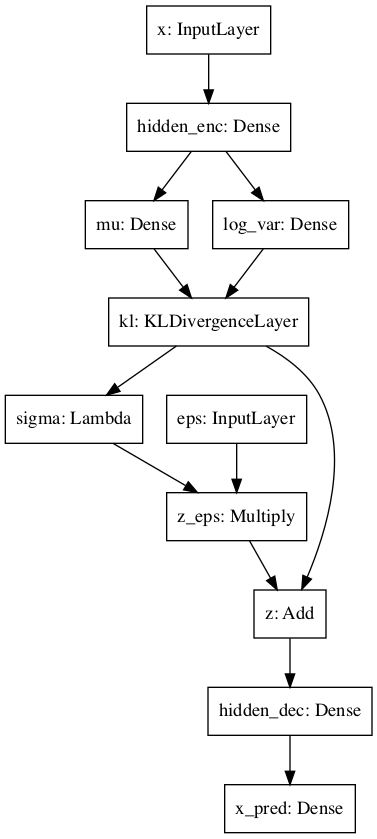 x: InputLayer
hidden_enc: Dense
mu: Dense
log_var: Dense
kl: KLDivergenceLayer
sigma: Lambda
eps: InputLayer
z_eps: Multiply
z: Add
hidden_dec: Dense
x_pred: Dense